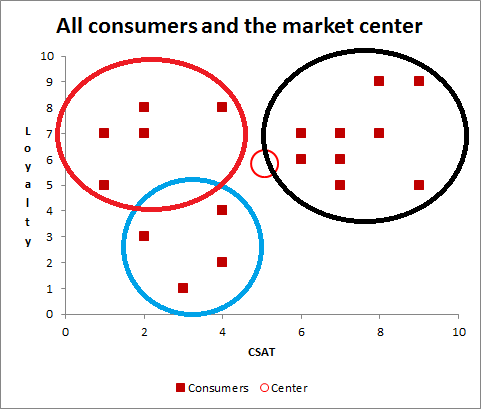 All consumers and the market center
10
9
8
7
6
5
4
3
2
1
0
L
o
y
a
l
t
y
0 2 4 6 8 10
CSAT
Consumers Center